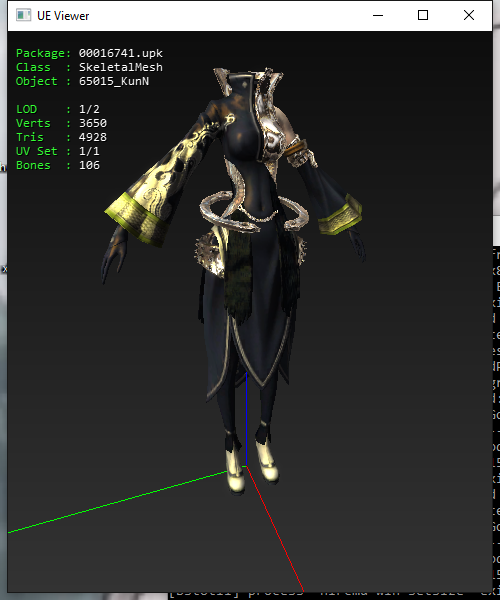 UE Viewer
Package: 00016741.upk
Class : SkeletalMesh
Object : 65015_KunN
LOD : 1/2
Verts : 3650
Tris : 4928
UV Set : 1/1
Bones : 106